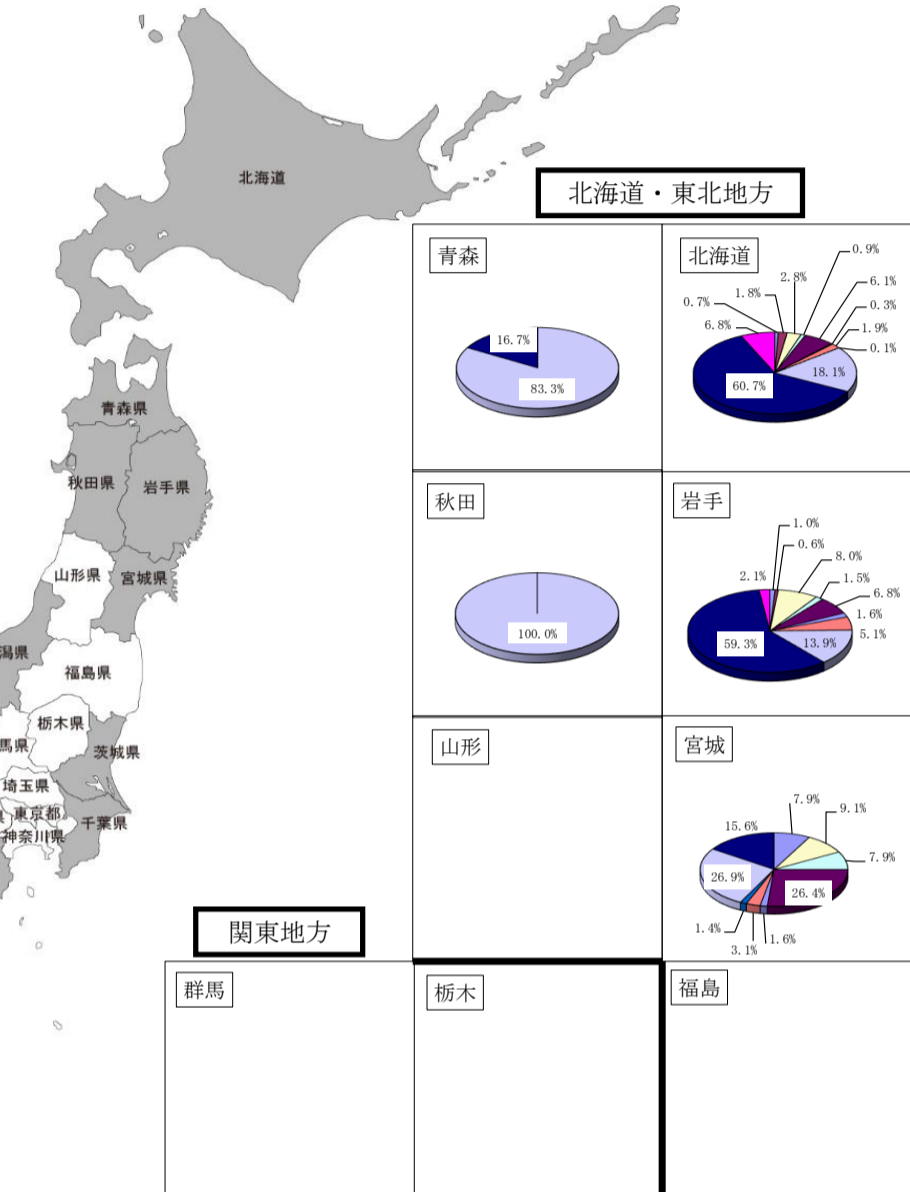 北海道
青森県
秋田県
岩手県
山形県
宮城県
潟県
福島県
栃木県
馬県
茨城県
埼玉県
東京都
千葉県
神奈川県
北海道・東北地方
青森
16.7%
83.3%
北海道
0.9%
2.8%
6.1%
1.8%
0.3%
0.7%
1.9%
6.8%
0.1%
18.1%
60.7%
秋田
100.0%
岩手
1.0%
0.6%
8.0%
2.1%
1.5%
6.8%
1.6%
5.1%
59.3%
13.9%
山形
宮城
7.9%
9.1%
15.6%
7.9%
26.9%
26.4%
1.4%
1.6%
3.1%
関東地方
群馬
栃木
福島